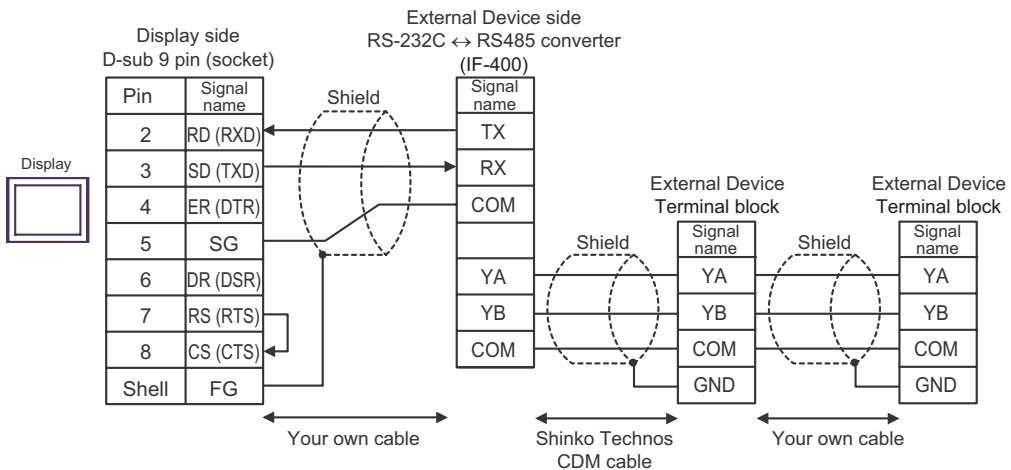 External Device side
RS-232C ↔ RS485 converter
(IF-400)
Display side
D-sub 9 pin (socket)
Display
Pin Signal name
2 RD (RXD)
3 SD (TXD)
4 ER (DTR)
5 SG
6 DR (DSR)
7 RS (RTS)
8 CS (CTS)
Shell FG
Shield
Signal name
TX
RX
COM
YA
YB
COM
Shield
External Device
Terminal block
Signal name
YA
YB
COM
GND
Shield
External Device
Terminal block
Signal name
YA
YB
COM
GND
Your own cable
Shinko Technos
CDM cable
Your own cable